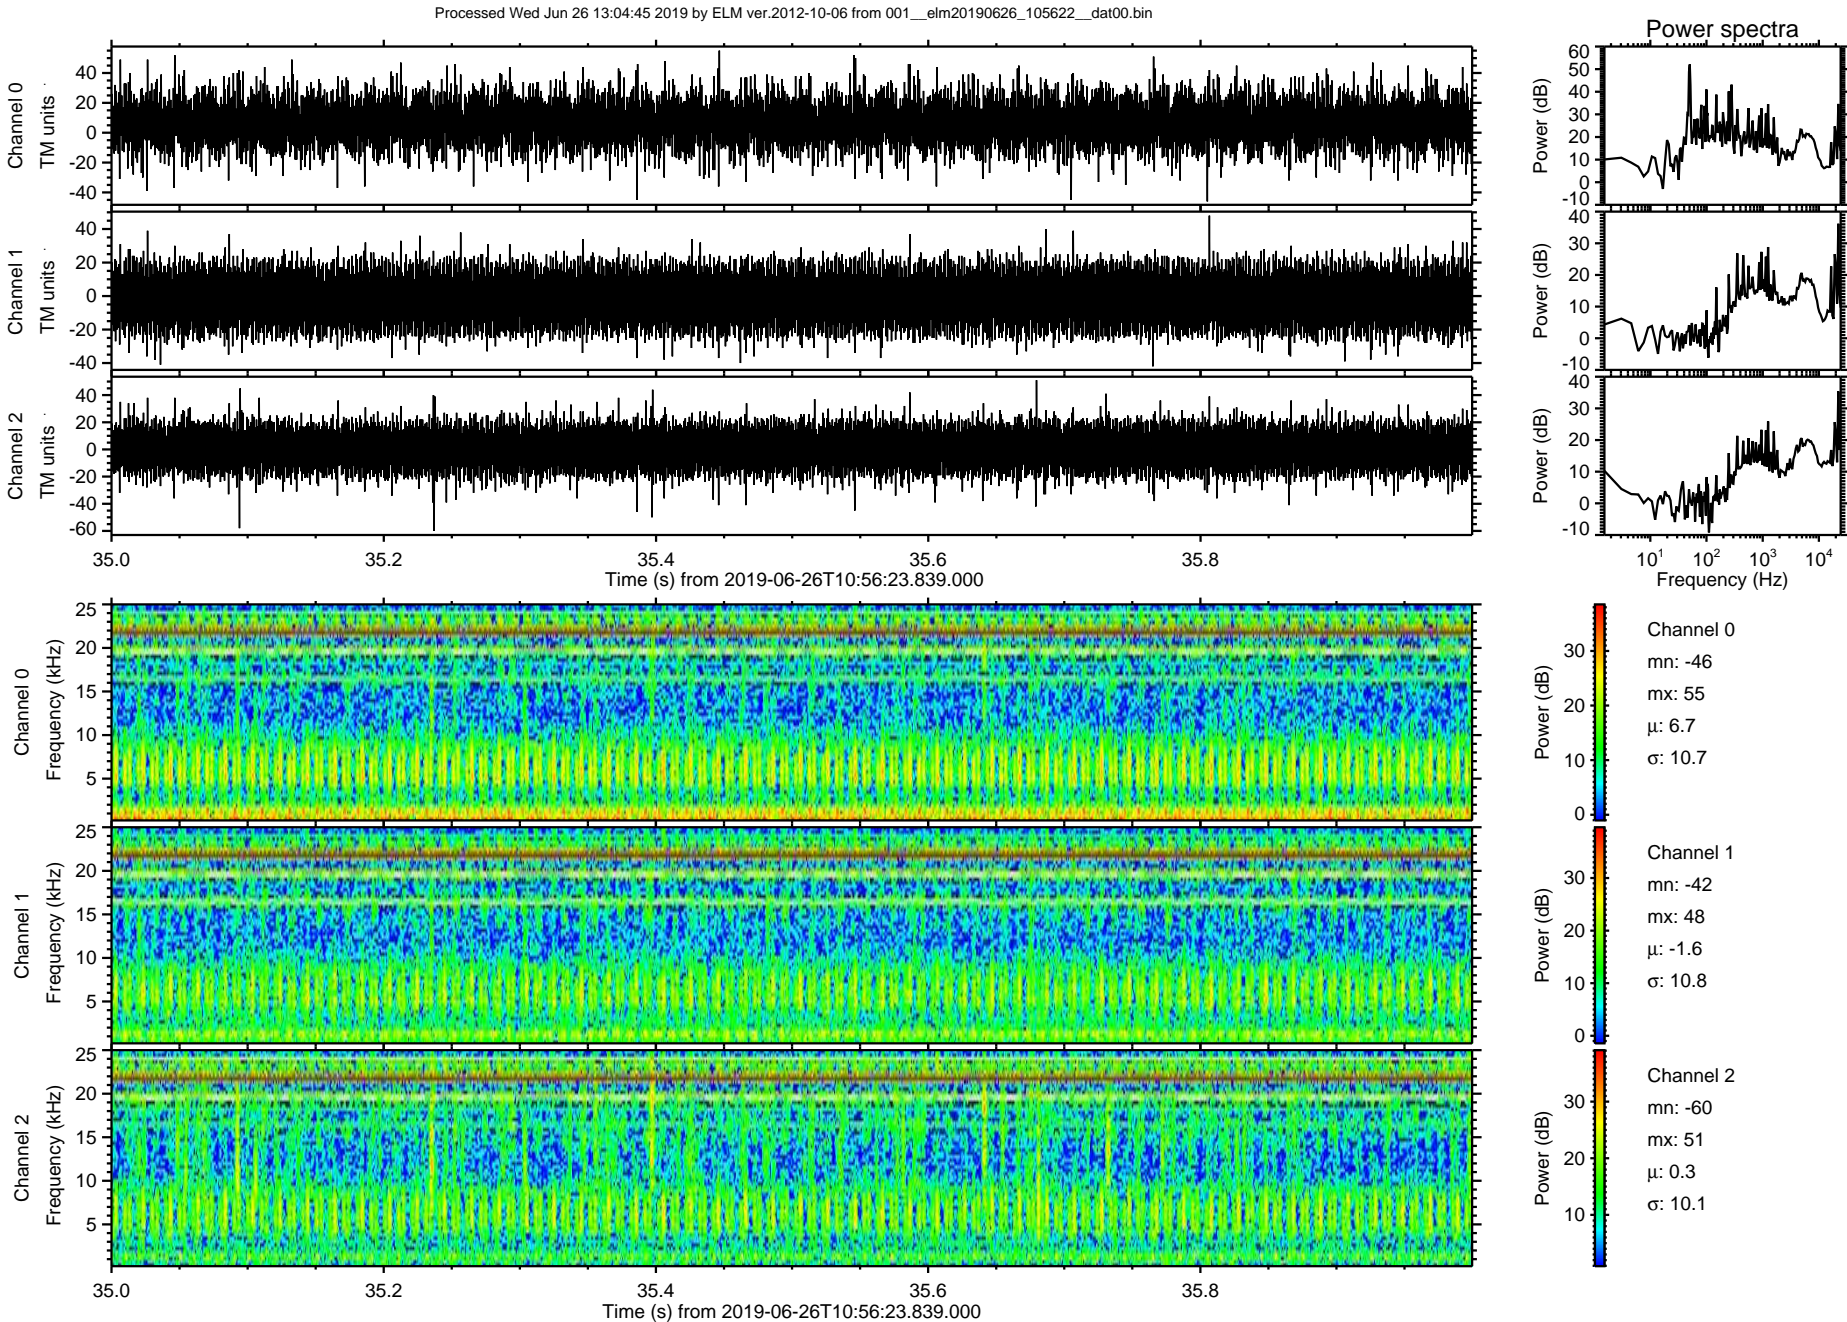 Processed Wed Jun 26 13:04:45 2019 by ELM ver.2012-10-06 from 001__elm20190626_105622__dat00.bin
Power spectra
Channel 0
TM units
40
20
0
-20
-40
Power (dB)
60
50
40
30
20
10
0
-10
Channel 1
TM units
40
20
0
-20
-40
Power (dB)
40
30
20
10
0
-10
Channel 2
TM units
40
20
0
-20
-40
-60
Power (dB)
40
30
20
10
0
-10
35.0 35.2 35.4 35.6 35.8
Time (s) from 2019-06-26T10:56:23.839.000
10^1 10^2 10^3 10^4
Frequency (Hz)
Channel 0
Frequency (kHz)
25
20
15
10
5
Power (dB)
30
20
10
0
Channel 0
mn: -46
mx: 55
μ: 6.7
σ: 10.7
Channel 1
Frequency (kHz)
25
20
15
10
5
Power (dB)
30
20
10
0
Channel 1
mn: -42
mx: 48
μ: -1.6
σ: 10.8
Channel 2
Frequency (kHz)
25
20
15
10
5
Power (dB)
30
20
10
Channel 2
mn: -60
mx: 51
μ: 0.3
σ: 10.1
35.0 35.2 35.4 35.6 35.8
Time (s) from 2019-06-26T10:56:23.839.000